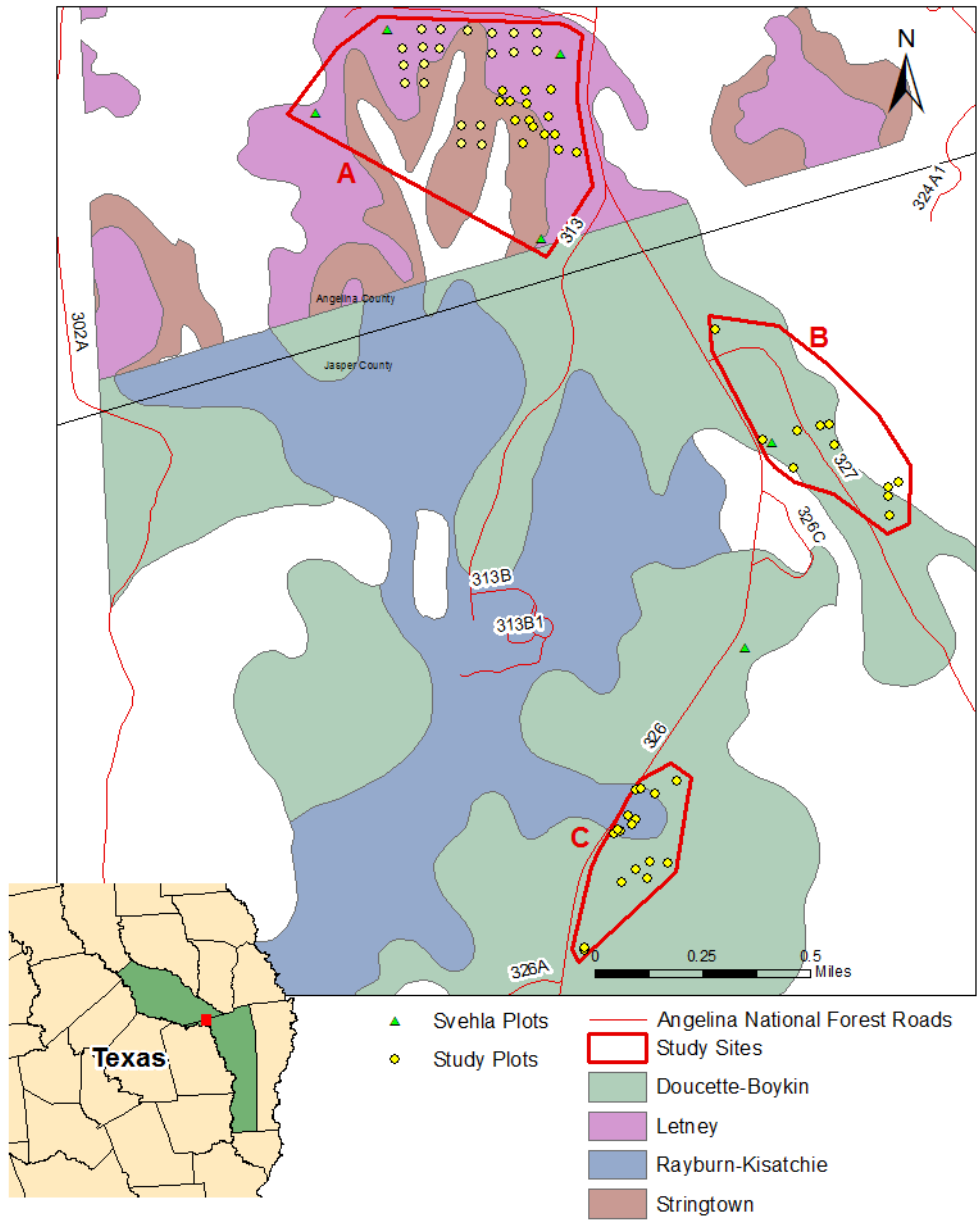 N
A
313
324A1
Angelina County
302A
Jasper County
B
327
326C
313B
313B1
326
C
0 0.25 0.5
Miles
326A
Texas
Svehla Plots
Study Plots
Angelina National Forest Roads
Study Sites
Doucette-Boykin
Letney
Rayburn-Kisatchie
Stringtown